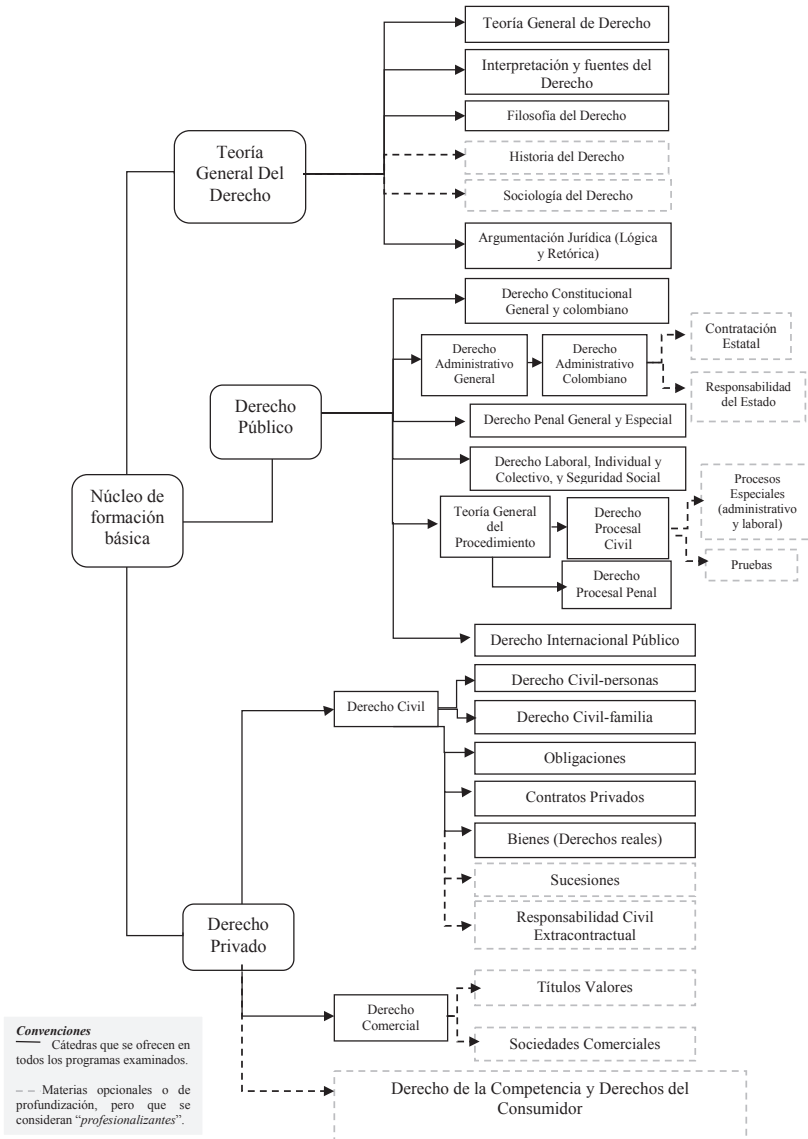 Teoría General de Derecho
Interpretación y fuentes del
Derecho
Filosofía del Derecho
Teoría
General Del
Derecho
Historia del Derecho
Sociología del Derecho
Argumentación Jurídica (Lógica
y Retórica)
Derecho Constitucional
General y colombiano
Contratación
Estatal
Derecho
Administrativo
General
Derecho
Administrativo
Colombiano
Responsabilidad
del Estado
Derecho
Público
Derecho Penal General y Especial
Derecho Laboral, Individual y
Colectivo, y Seguridad Social
Procesos
Especiales
(administrativo
y laboral)
Núcleo de
formación
básica
Teoría General
del
Procedimiento
Derecho
Procesal
Civil
Pruebas
Derecho
Procesal Penal
Derecho Internacional Público
Derecho Civil
Derecho Civil-personas
Derecho Civil-familia
Obligaciones
Contratos Privados
Bienes (Derechos reales)
Sucesiones
Responsabilidad Civil
Extracontractual
Derecho
Privado
Títulos Valores
Derecho
Comercial
Sociedades Comerciales
Derecho de la Competencia y Derechos del
Consumidor
Convenciones
Cátedras que se ofrecen en
todos los programas examinados.
Materias opcionales o de
profundización, pero que se
consideran “profesionalizantes”.